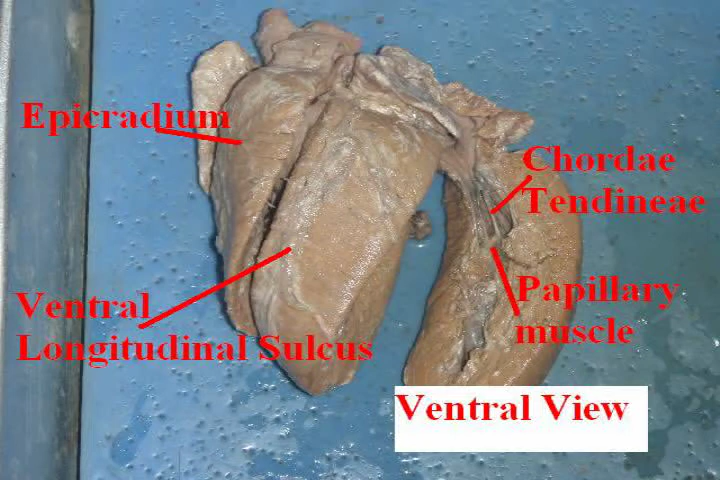 Epicradium
Chordae
Tendineae
Ventral
Longitudinal Sulcus
Papillary
muscle
Ventral View